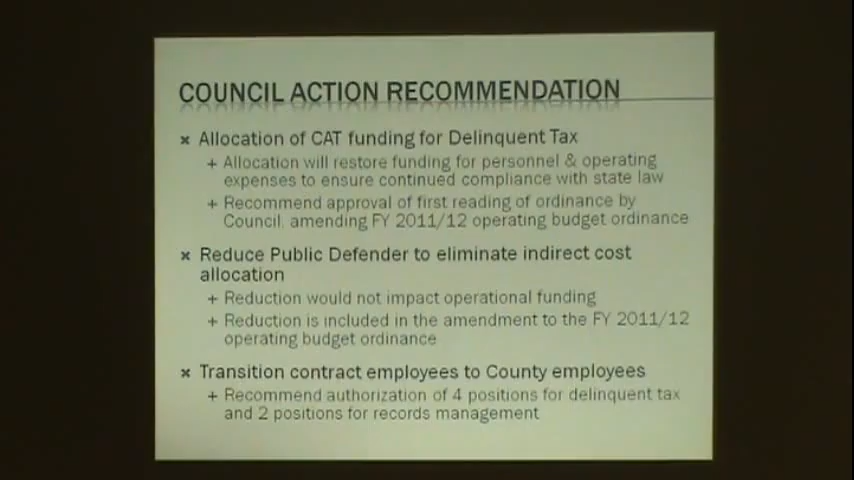 COUNCIL ACTION RECOMMENDATION
× Allocation of CAT funding for Delinquent Tax
+ Allocation will restore funding for personnel & operating
expenses to ensure continued compliance with state law
+ Recommend approval of first reading of ordinance by
Council, amending FY 2011/12 operating budget ordinance
× Reduce Public Defender to eliminate indirect cost
allocation
+ Reduction would not impact operational funding
+ Reduction is included in the amendment to the FY 2011/12
operating budget ordinance
× Transition contract employees to County employees
+ Recommend authorization of 4 positions for delinquent tax
and 2 positions for records management